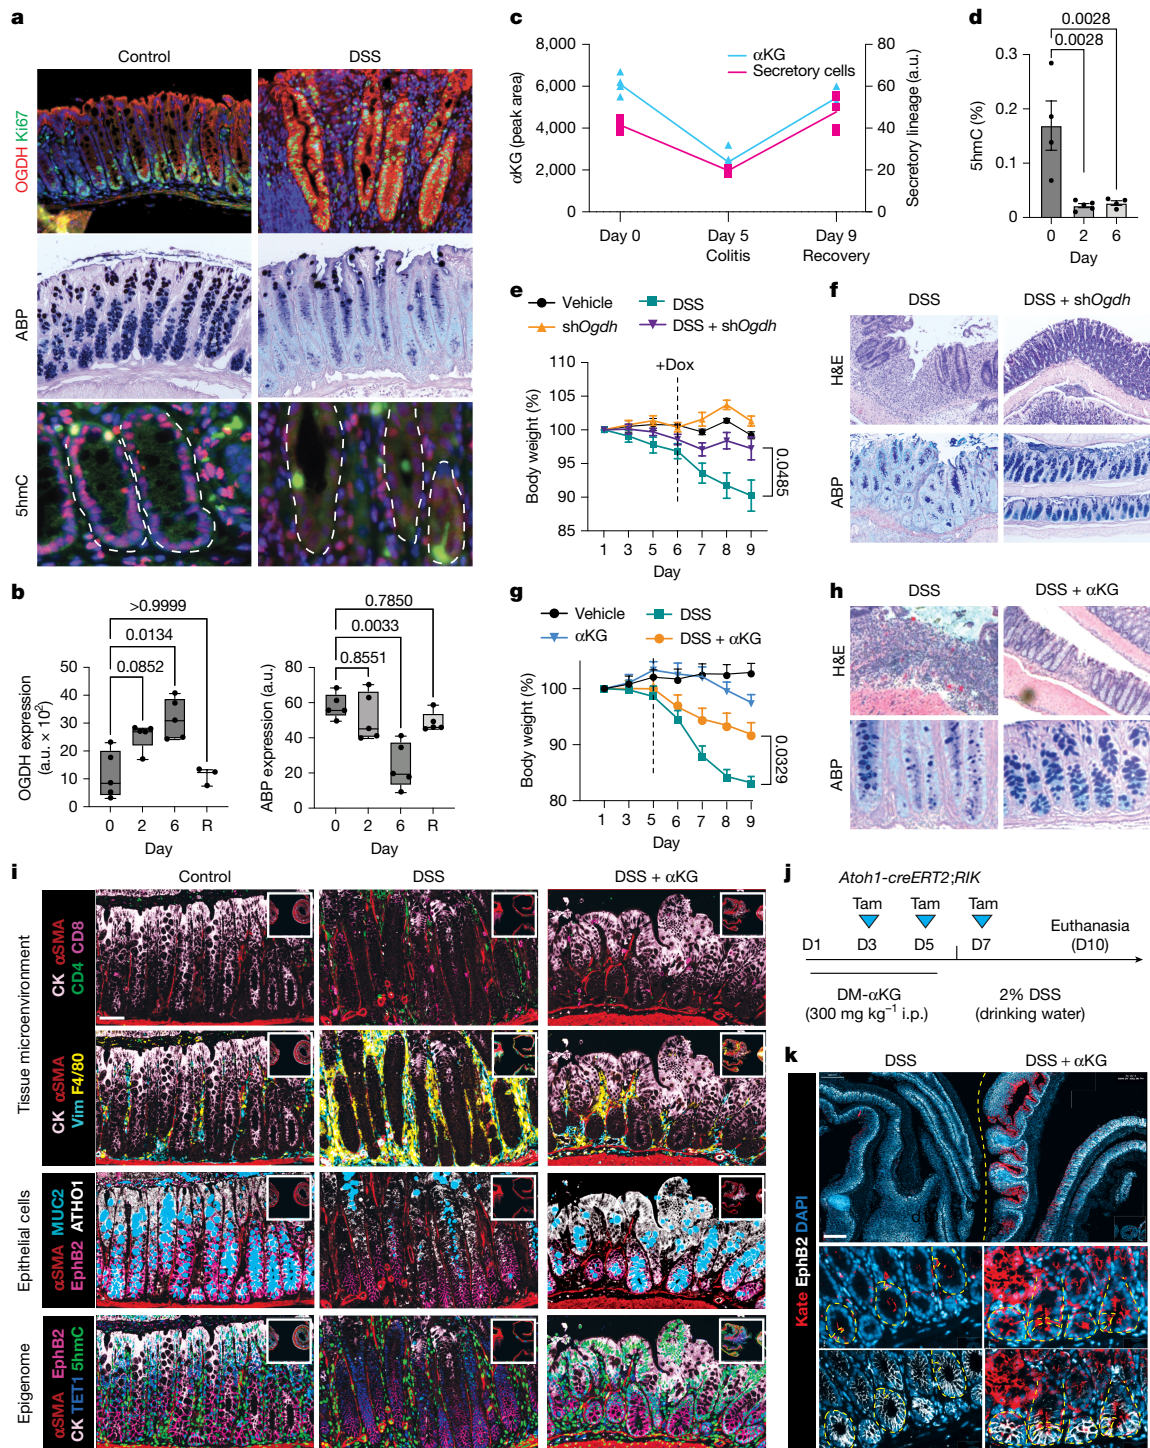 a
Control
DSS
OGDH Ki67
ABP
5hmC
b
>0.9999
0.0134
0.0852
OGDH expression
(a.u. × 10²)
50
40
30
20
10
0
0 2 6 R
Day
0.7850
0.0033
0.8551
ABP expression (a.u.)
80
60
40
20
0
0 2 6 R
Day
c
αKG (peak area)
8,000
6,000
4,000
2,000
0
αKG
Secretory cells
80
60
40
20
0
Secretory lineage (a.u.)
Day 0
Day 5
Colitis
Day 9
Recovery
d
0.0028
0.0028
5hmC (%)
0.3
0.2
0.1
0
0 2 6
Day
e
Vehicle
DSS
shOgdh
DSS + shOgdh
Body weight (%)
110
105
100
95
90
85
+Dox
0.0485
1 3 5 6 7 8 9
Day
f
DSS
DSS + shOgdh
H&E
ABP
g
Vehicle
DSS
αKG
DSS + αKG
Body weight (%)
100
90
80
0.0329
1 3 5 6 7 8 9
Day
h
DSS
DSS + αKG
H&E
ABP
i
Control
DSS
DSS + αKG
Tissue microenvironment
CK αSMA
CD4 CD8
CK αSMA
Vim F4/80
Epithelial cells
αSMA MUC2
EphB2 ATHO1
Epigenome
αSMA EphB2
CK TET1 5hmC
j
Atoh1-creERT2;RIK
Tam
Tam
Tam
D1
D3
D5
D7
Euthanasia
(D10)
DM-αKG
(300 mg kg⁻¹ i.p.)
2% DSS
(drinking water)
k
DSS
DSS + αKG
Kate EphB2 DAPI